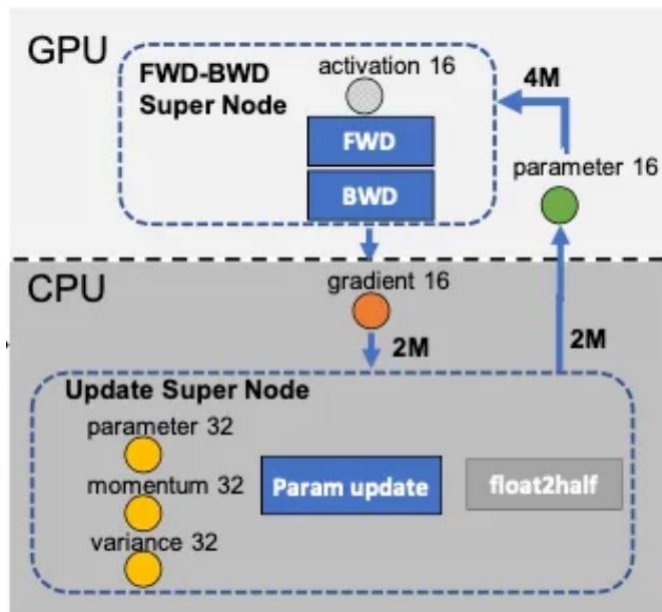 GPU
FWD-BWD
Super Node
activation 16
FWD
BWD
4M
parameter 16
CPU
gradient 16
2M
2M
Update Super Node
parameter 32
momentum 32
variance 32
Param update
float2half